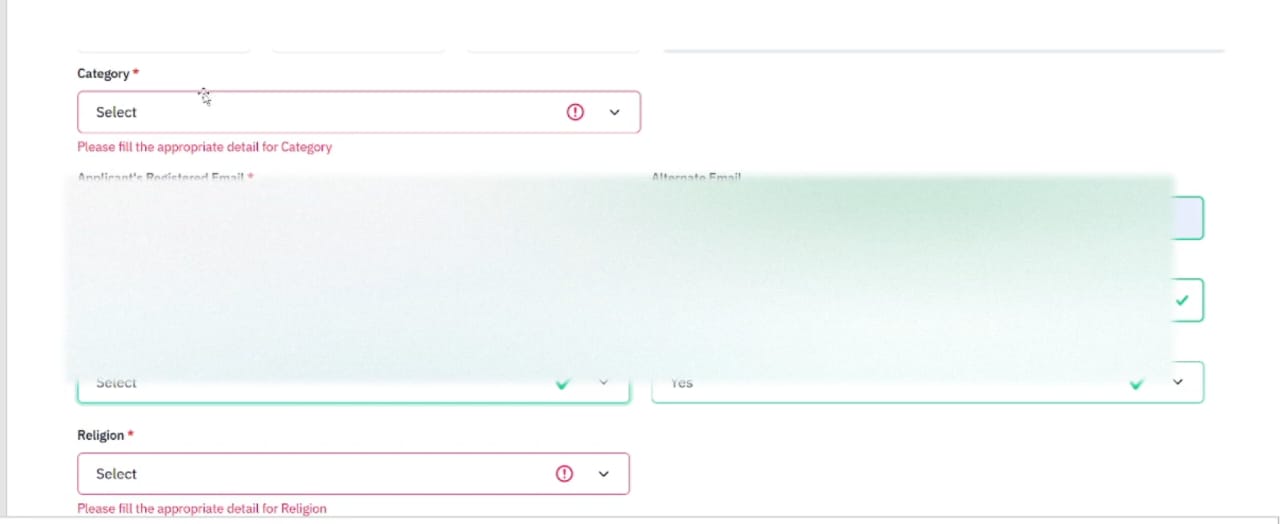 Category *
Select
Please fill the appropriate detail for Category
Applicant's Registered Email *
Alternate Email
Select
Yes
Religion *
Select
Please fill the appropriate detail for Religion